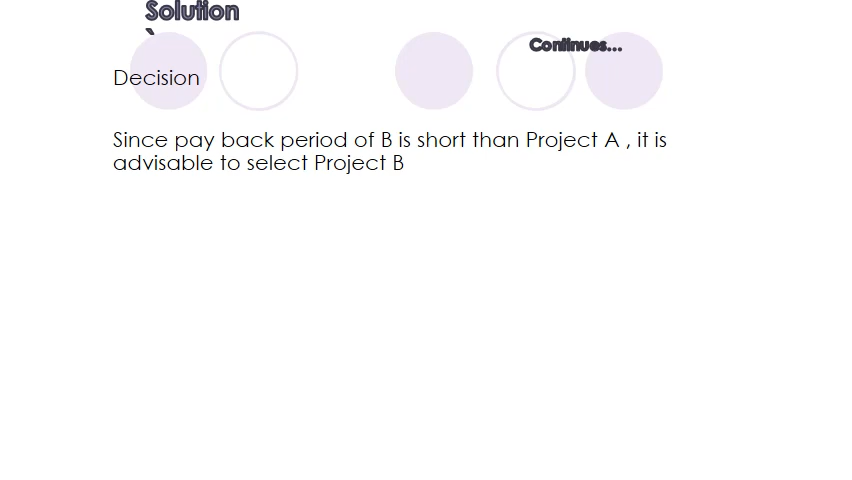 Solution
`
Continues...
Decision
Since pay back period of B is short than Project A , it is
advisable to select Project B